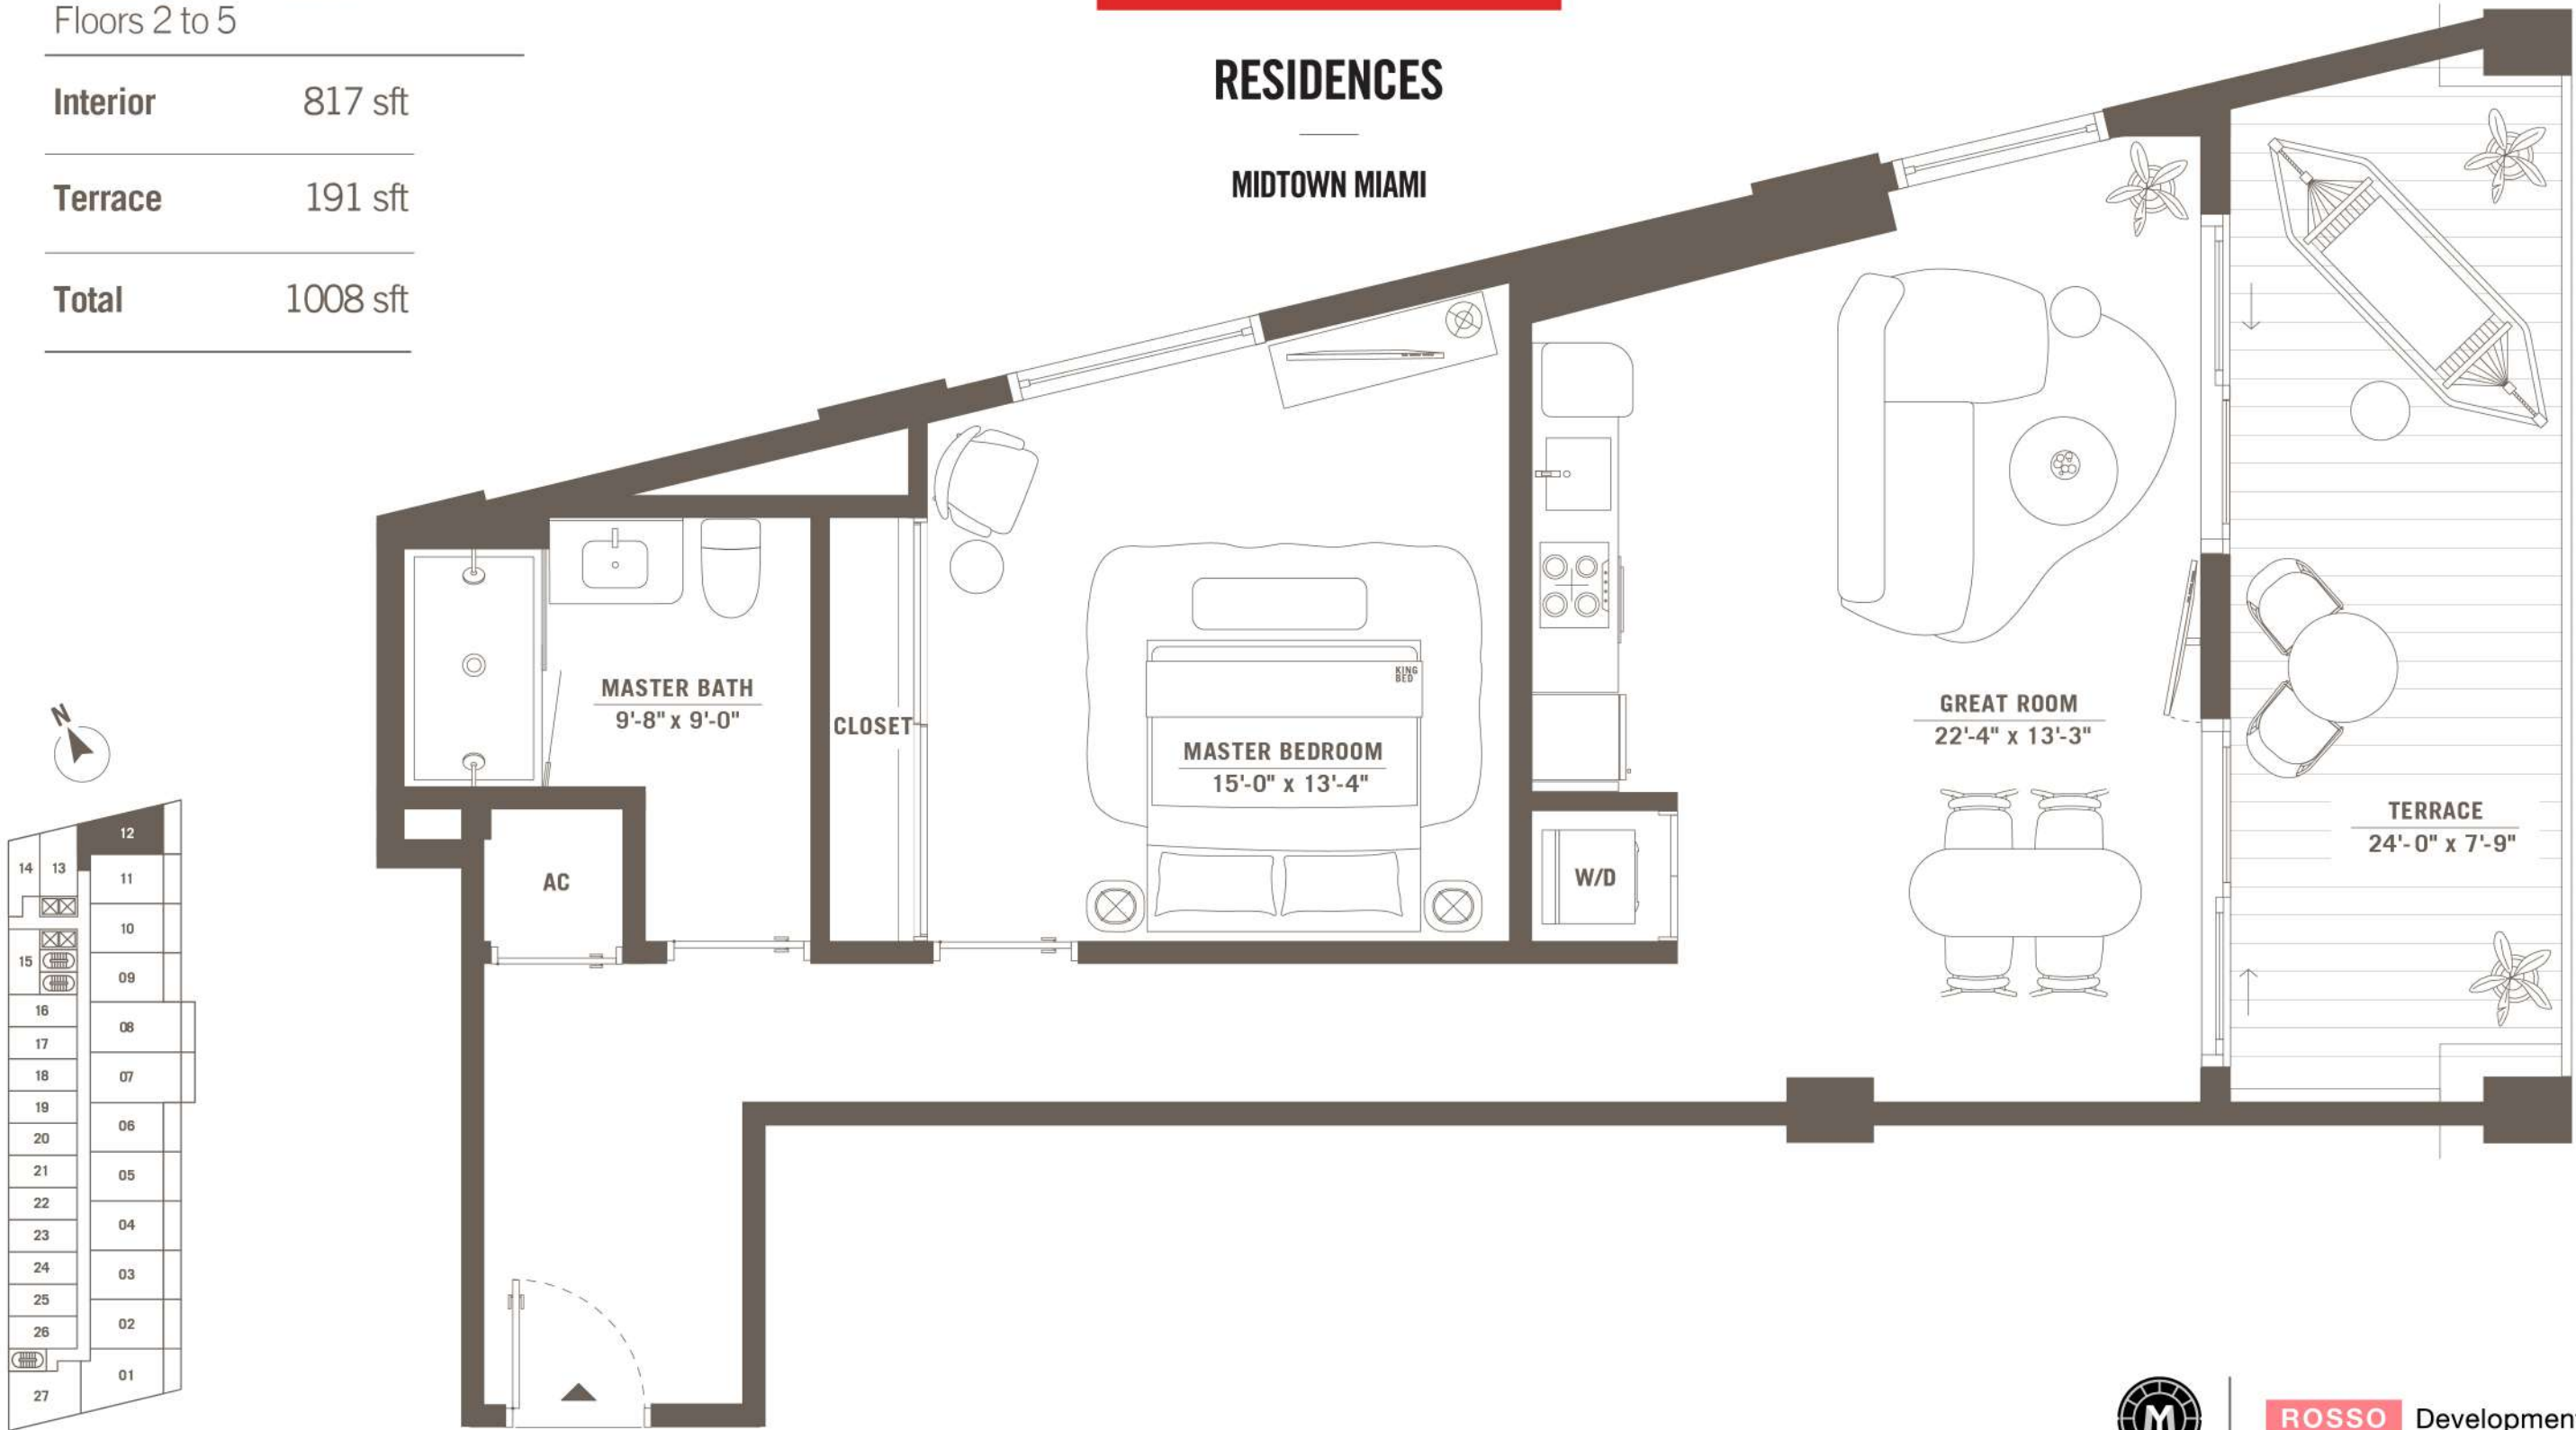 Floors 2 to 5
Interior 817 sft
Terrace 191 sft
Total 1008 sft
RESIDENCES
MIDTOWN MIAMI
MASTER BATH
9'-8" x 9'-0"
CLOSET
KING
BED
MASTER BEDROOM
15'-0" x 13'-4"
GREAT ROOM
22'-4" x 13'-3"
TERRACE
24'-0" x 7'-9"
AC
W/D
N
12
14 13
11
10
15
09
16
08
17
18
07
19
06
20
21
05
22
04
23
24
03
25
02
26
01
27
M
ROSSO Development